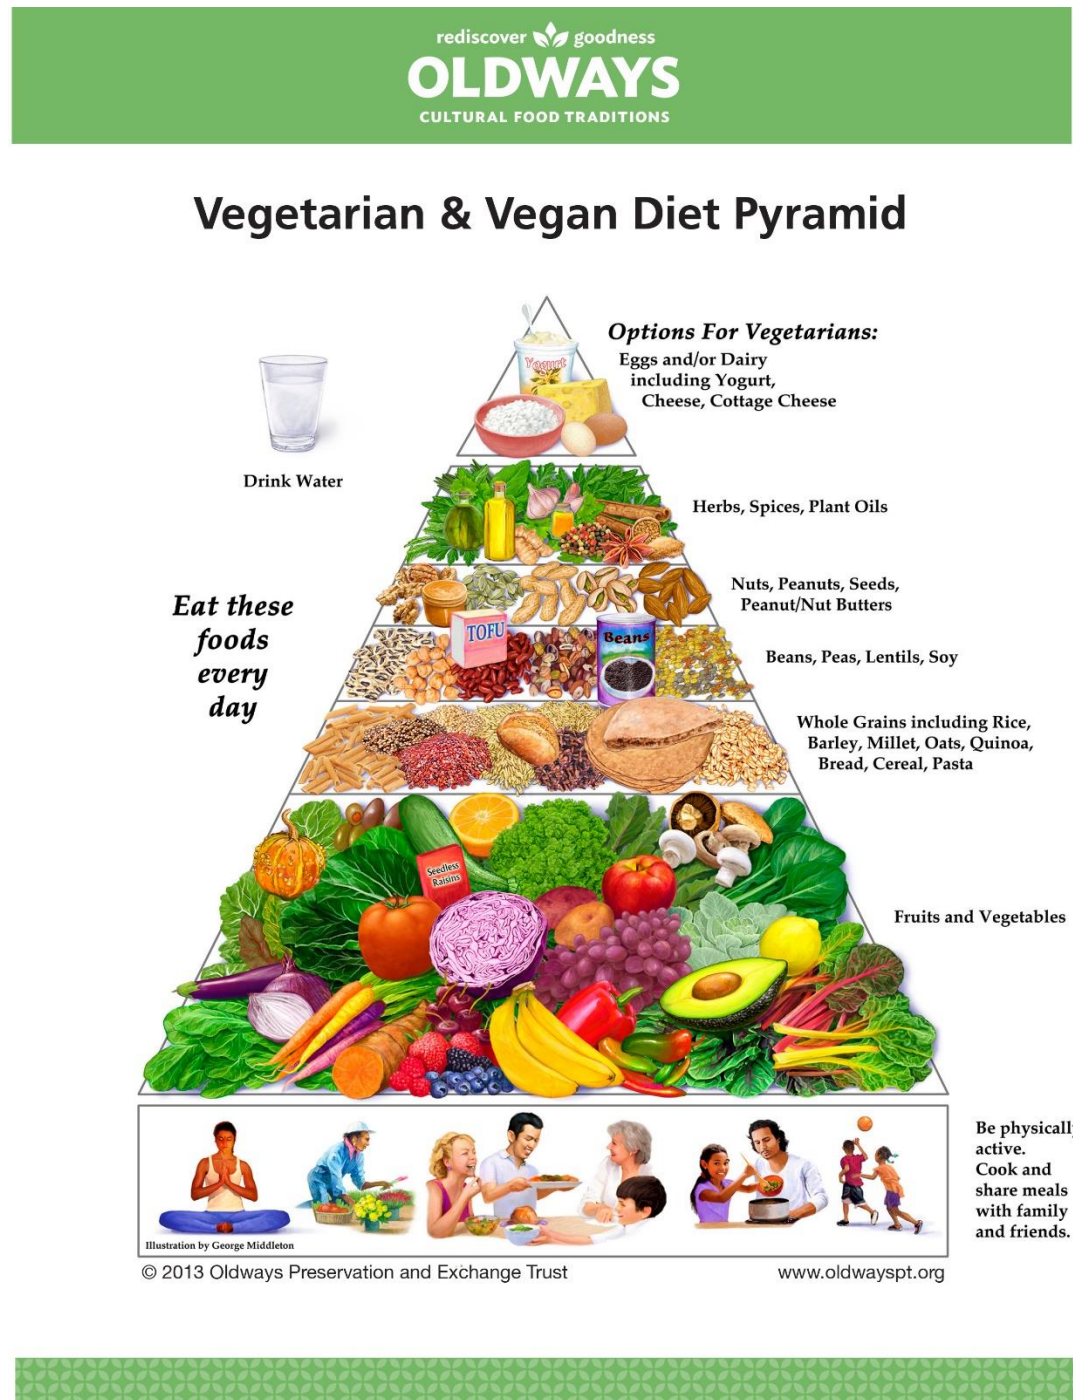 rediscover goodness
OLDWAYS
CULTURAL FOOD TRADITIONS
Vegetarian & Vegan Diet Pyramid
Options For Vegetarians:
Eggs and/or Dairy
including Yogurt,
Cheese, Cottage Cheese
Yogurt
Drink Water
Herbs, Spices, Plant Oils
Eat these
foods
every
day
Nuts, Peanuts, Seeds,
Peanut/Nut Butters
TOFU
Beans
Beans, Peas, Lentils, Soy
Whole Grains including Rice,
Barley, Millet, Oats, Quinoa,
Bread, Cereal, Pasta
Seedless
Raisins
Fruits and Vegetables
Be physically
active.
Cook and
share meals
with family
and friends.
Illustration by George Middleton
© 2013 Oldways Preservation and Exchange Trust
www.oldwayspt.org